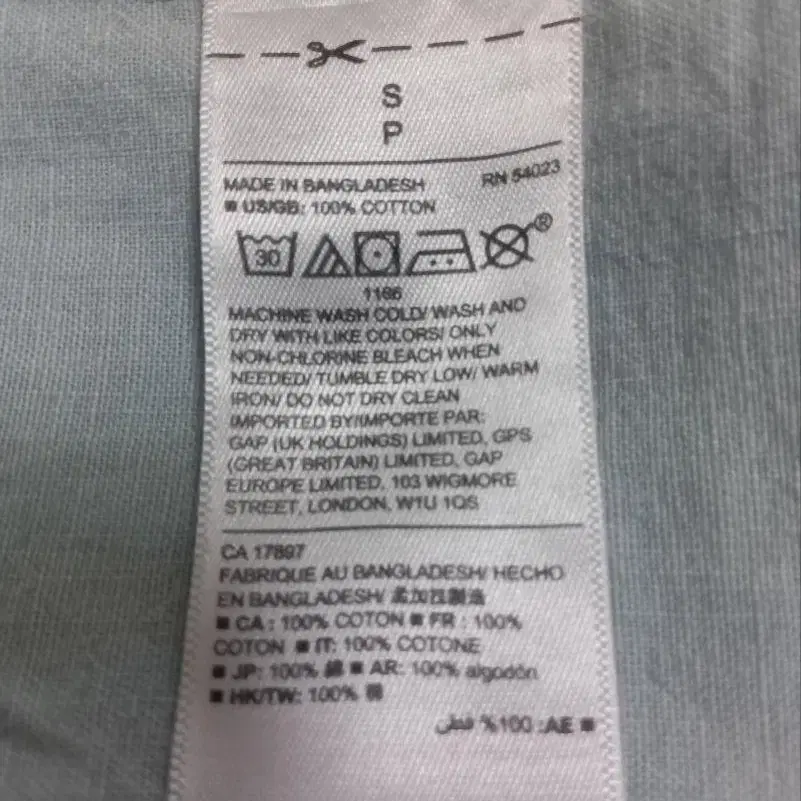 S
P
MADE IN BANGLADESH RN 54023
■ US/GB: 100% COTTON
30
®
1166
MACHINE WASH COLD/ WASH AND
DRY WITH LIKE COLORS/ ONLY
NON-CHLORINE BLEACH WHEN
NEEDED/ TUMBLE DRY LOW/ WARM
IRON/ DO NOT DRY CLEAN
IMPORTED BY/IMPORTE PAR:
GAP (UK HOLDINGS) LIMITED, GPS
(GREAT BRITAIN) LIMITED, GAP
EUROPE LIMITED, 103 WIGMORE
STREET, LONDON, W1U 1QS
CA 17897
FABRIQUE AU BANGLADESH/ HECHO
EN BANGLADESH/ 孟加拉製造
■ CA : 100% COTON ■ FR : 100%
COTON ■ IT: 100% COTONE
■ JP: 100% 綿 ■ AR: 100% algodón
■ HK/TW: 100% 棉
■ AE: 100% قطن